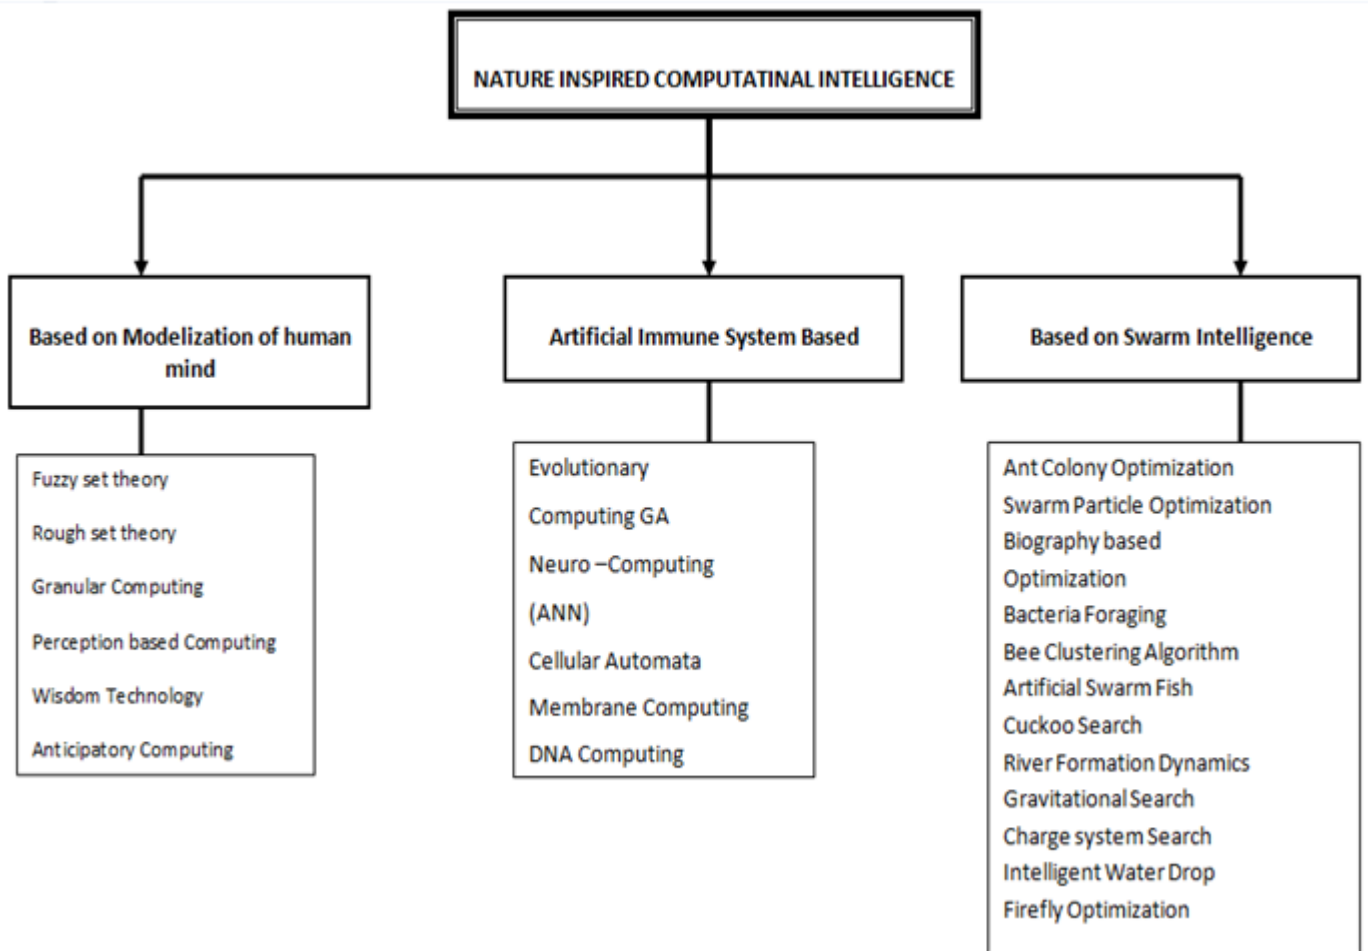 NATURE INSPIRED COMPUTATINAL INTELLIGENCE
Based on Modelization of human
mind
Artificial Immune System Based
Based on Swarm Intelligence
Fuzzy set theory
Rough set theory
Granular Computing
Perception based Computing
Wisdom Technology
Anticipatory Computing
Evolutionary
Computing GA
Neuro –Computing
(ANN)
Cellular Automata
Membrane Computing
DNA Computing
Ant Colony Optimization
Swarm Particle Optimization
Biography based
Optimization
Bacteria Foraging
Bee Clustering Algorithm
Artificial Swarm Fish
Cuckoo Search
River Formation Dynamics
Gravitational Search
Charge system Search
Intelligent Water Drop
Firefly Optimization